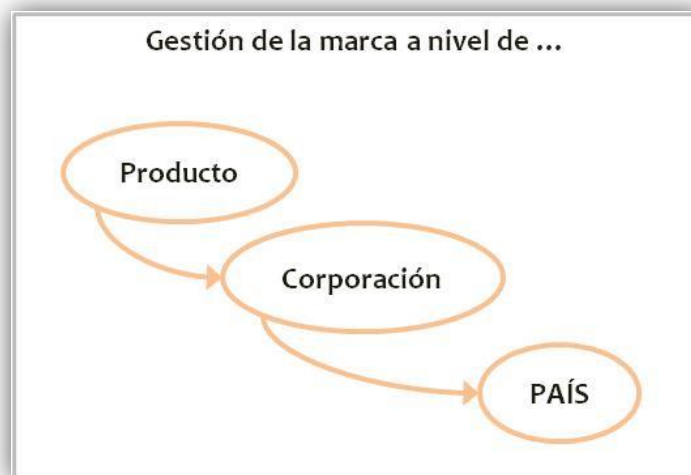 Gestión de la marca a nivel de ...
Producto
Corporación
PAÍS